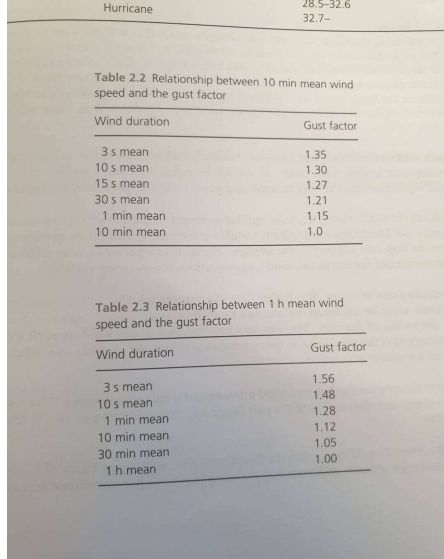 28.5–32.6
Hurricane 32.7–
Table 2.2 Relationship between 10 min mean wind
speed and the gust factor
Wind duration Gust factor
3 s mean 1.35
10 s mean 1.30
15 s mean 1.27
30 s mean 1.21
1 min mean 1.15
10 min mean 1.0
Table 2.3 Relationship between 1 h mean wind
speed and the gust factor
Wind duration Gust factor
3 s mean 1.56
10 s mean 1.48
1 min mean 1.28
10 min mean 1.12
30 min mean 1.05
1 h mean 1.00